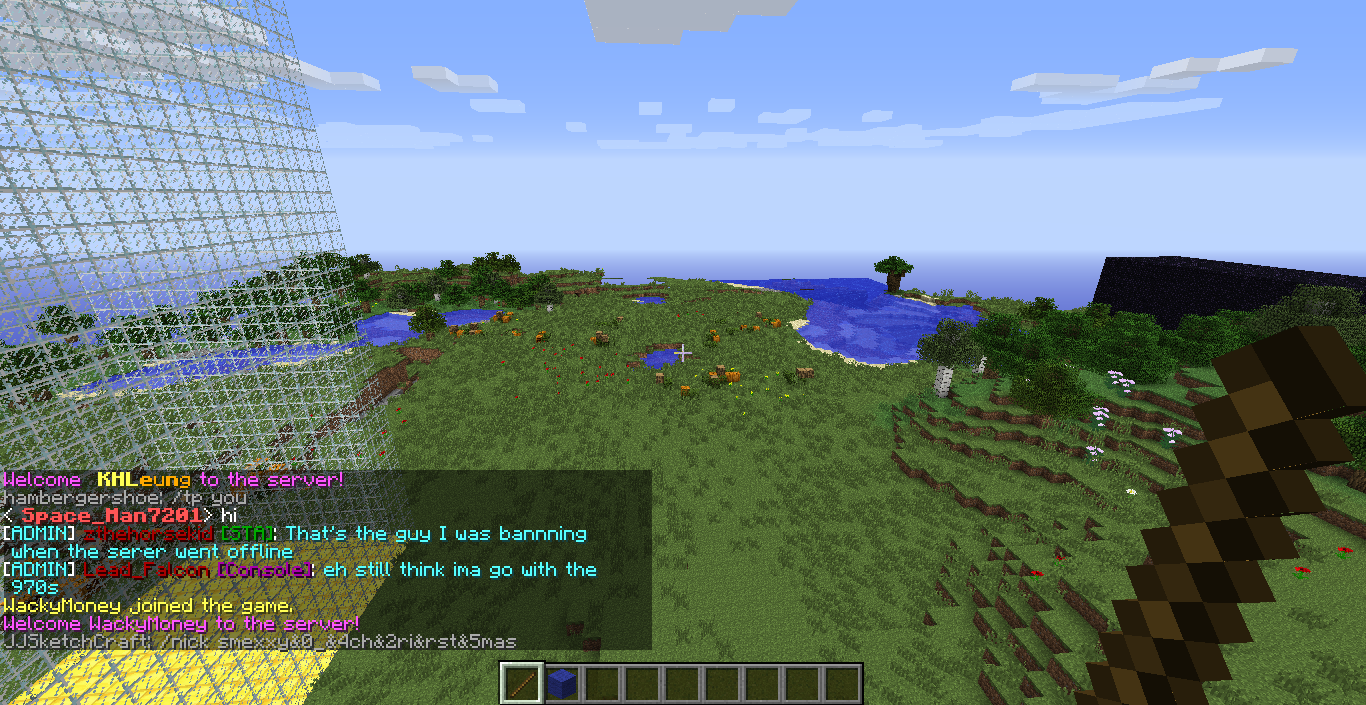 Welcome KHLeung to the server!
hambergershoe: /tp you
< Space_Man7201> hi
[ADMIN] zthehorsekid [STA]: That's the guy I was bannning
when the serer went offline
[ADMIN] Lead_Falcon [Console]: eh still think ima go with the
970s
WackyMoney joined the game.
Welcome WackyMoney to the server!
JJSketchCraft: /nick smexxy&0_&4ch&2ri&rst&5mas